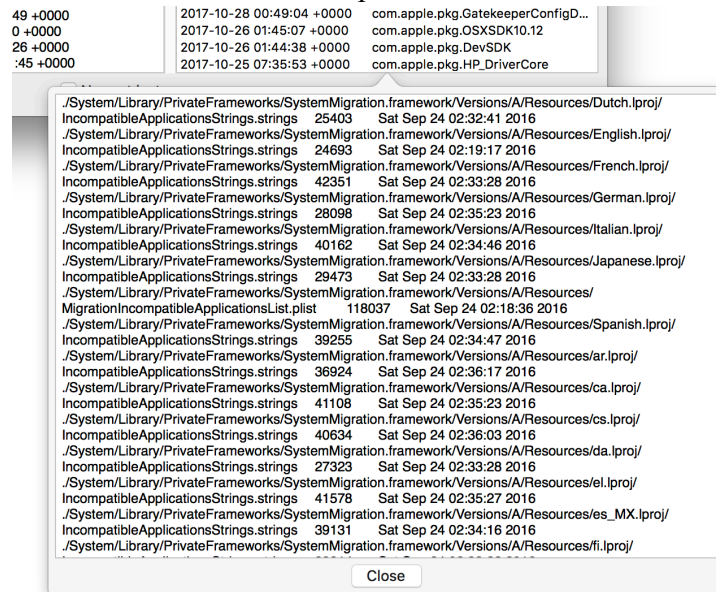 49 +0000
0 +0000
26 +0000
:45 +0000
2017-10-28 00:49:04 +0000 com.apple.pkg.GatekeeperConfigD...
2017-10-26 01:45:07 +0000 com.apple.pkg.OSXSDK10.12
2017-10-26 01:44:38 +0000 com.apple.pkg.DevSDK
2017-10-25 07:35:53 +0000 com.apple.pkg.HP_DriverCore
./System/Library/PrivateFrameworks/SystemMigration.framework/Versions/A/Resources/Dutch.lproj/
IncompatibleApplicationsStrings.strings 25403 Sat Sep 24 02:32:41 2016
./System/Library/PrivateFrameworks/SystemMigration.framework/Versions/A/Resources/English.lproj/
IncompatibleApplicationsStrings.strings 24693 Sat Sep 24 02:19:17 2016
./System/Library/PrivateFrameworks/SystemMigration.framework/Versions/A/Resources/French.lproj/
IncompatibleApplicationsStrings.strings 42351 Sat Sep 24 02:33:28 2016
./System/Library/PrivateFrameworks/SystemMigration.framework/Versions/A/Resources/German.lproj/
IncompatibleApplicationsStrings.strings 28098 Sat Sep 24 02:35:23 2016
./System/Library/PrivateFrameworks/SystemMigration.framework/Versions/A/Resources/Italian.lproj/
IncompatibleApplicationsStrings.strings 40162 Sat Sep 24 02:34:46 2016
./System/Library/PrivateFrameworks/SystemMigration.framework/Versions/A/Resources/Japanese.lproj/
IncompatibleApplicationsStrings.strings 29473 Sat Sep 24 02:33:28 2016
./System/Library/PrivateFrameworks/SystemMigration.framework/Versions/A/Resources/
MigrationIncompatibleApplicationsList.plist 118037 Sat Sep 24 02:18:36 2016
./System/Library/PrivateFrameworks/SystemMigration.framework/Versions/A/Resources/Spanish.lproj/
IncompatibleApplicationsStrings.strings 39255 Sat Sep 24 02:34:47 2016
./System/Library/PrivateFrameworks/SystemMigration.framework/Versions/A/Resources/ar.lproj/
IncompatibleApplicationsStrings.strings 36924 Sat Sep 24 02:36:17 2016
./System/Library/PrivateFrameworks/SystemMigration.framework/Versions/A/Resources/ca.lproj/
IncompatibleApplicationsStrings.strings 41108 Sat Sep 24 02:35:23 2016
./System/Library/PrivateFrameworks/SystemMigration.framework/Versions/A/Resources/cs.lproj/
IncompatibleApplicationsStrings.strings 40634 Sat Sep 24 02:36:03 2016
./System/Library/PrivateFrameworks/SystemMigration.framework/Versions/A/Resources/da.lproj/
IncompatibleApplicationsStrings.strings 27323 Sat Sep 24 02:33:28 2016
./System/Library/PrivateFrameworks/SystemMigration.framework/Versions/A/Resources/el.lproj/
IncompatibleApplicationsStrings.strings 41578 Sat Sep 24 02:35:27 2016
./System/Library/PrivateFrameworks/SystemMigration.framework/Versions/A/Resources/es_MX.lproj/
IncompatibleApplicationsStrings.strings 39131 Sat Sep 24 02:34:16 2016
./System/Library/PrivateFrameworks/SystemMigration.framework/Versions/A/Resources/fi.lproj/
Close